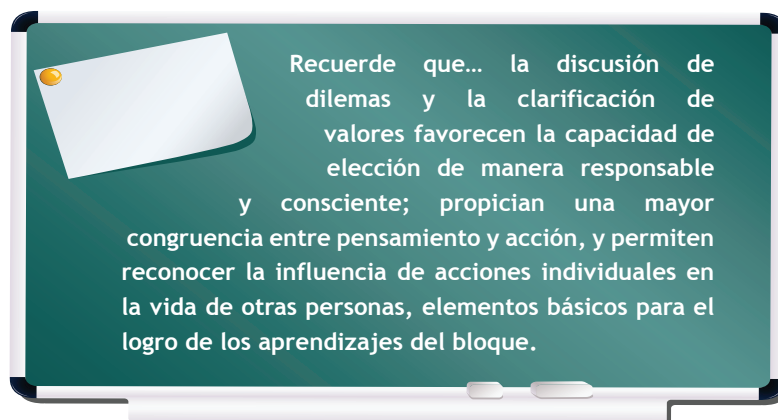 Recuerde que… la discusión de
dilemas y la clarificación de
valores favorecen la capacidad de
elección de manera responsable
y consciente; propician una mayor
congruencia entre pensamiento y acción, y permiten
reconocer la influencia de acciones individuales en
la vida de otras personas, elementos básicos para el
logro de los aprendizajes del bloque.